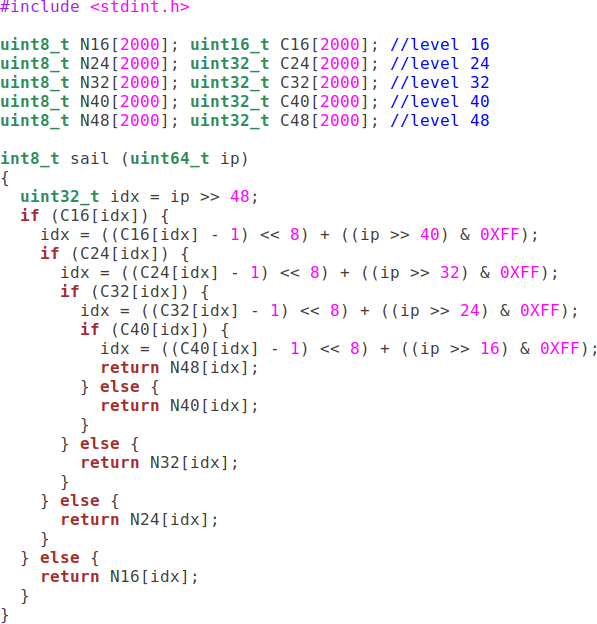 #include <stdint.h>

uint8_t N16[2000]; uint16_t C16[2000]; //level 16
uint8_t N24[2000]; uint32_t C24[2000]; //level 24
uint8_t N32[2000]; uint32_t C32[2000]; //level 32
uint8_t N40[2000]; uint32_t C40[2000]; //level 40
uint8_t N48[2000]; uint32_t C48[2000]; //level 48

int8_t sail (uint64_t ip)
{
  uint32_t idx = ip >> 48;
  if (C16[idx]) {
    idx = ((C16[idx] - 1) << 8) + ((ip >> 40) & 0XFF);
    if (C24[idx]) {
      idx = ((C24[idx] - 1) << 8) + ((ip >> 32) & 0XFF);
      if (C32[idx]) {
        idx = ((C32[idx] - 1) << 8) + ((ip >> 24) & 0XFF);
        if (C40[idx]) {
          idx = ((C40[idx] - 1) << 8) + ((ip >> 16) & 0XFF);
          return N48[idx];
        } else {
          return N40[idx];
        }
      } else {
        return N32[idx];
      }
    } else {
      return N24[idx];
    }
  } else {
    return N16[idx];
  }
}